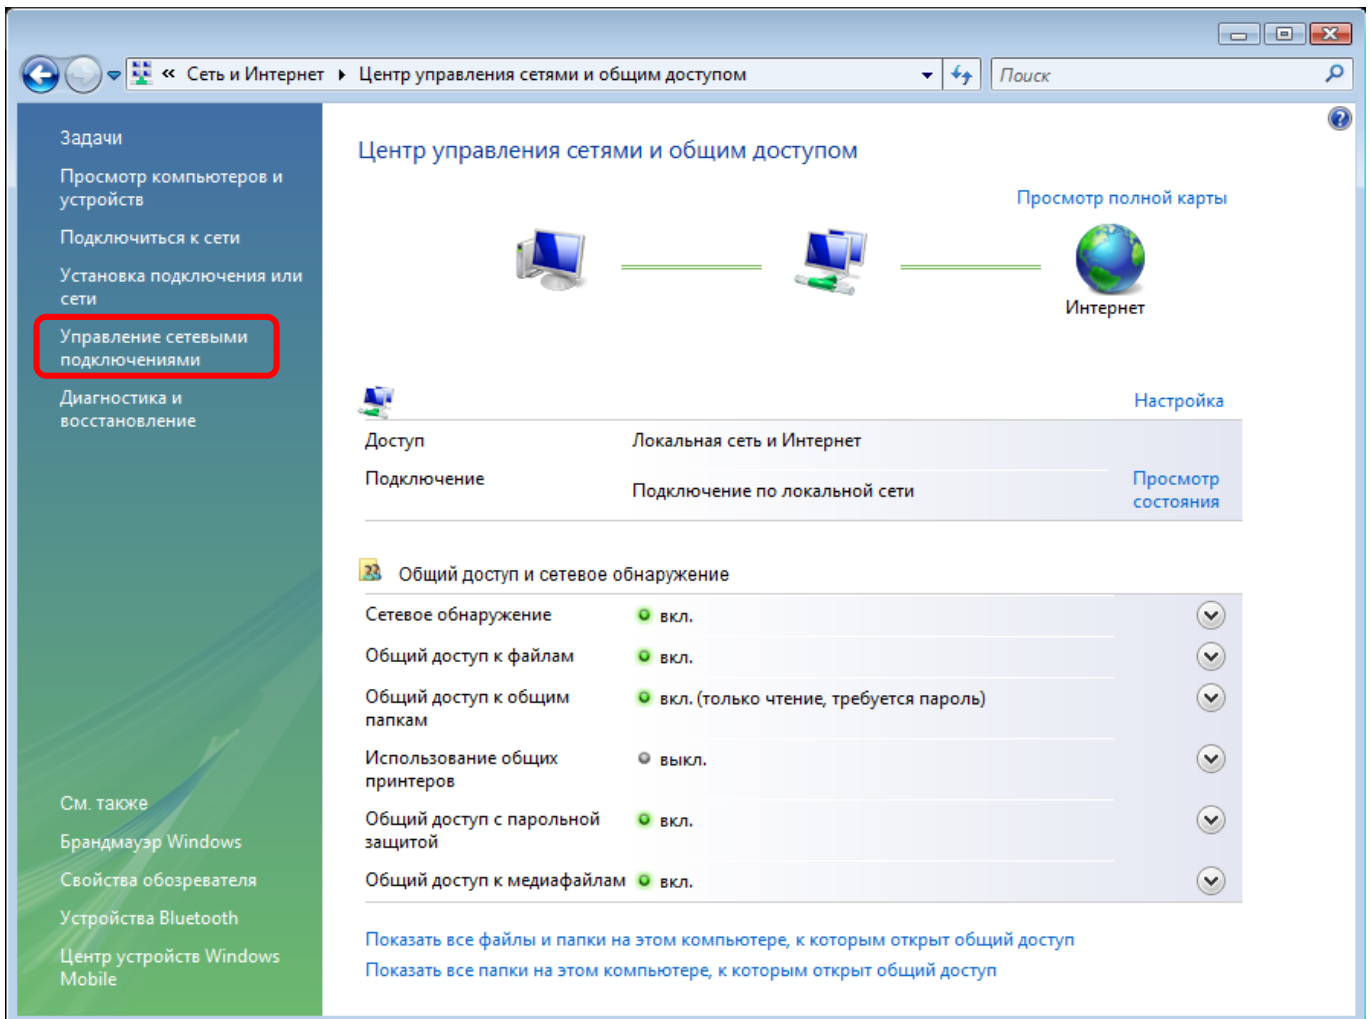 « Сеть и Интернет ▸ Центр управления сетями и общим доступом
Поиск
Задачи
Просмотр компьютеров и
устройств
Подключиться к сети
Установка подключения или
сети
Управление сетевыми
подключениями
Диагностика и
восстановление
См. также
Брандмауэр Windows
Свойства обозревателя
Устройства Bluetooth
Центр устройств Windows
Mobile
Центр управления сетями и общим доступом
Просмотр полной карты
Интернет
Настройка
Доступ Локальная сеть и Интернет
Подключение Подключение по локальной сети Просмотр
состояния
Общий доступ и сетевое обнаружение
Сетевое обнаружение вкл.
Общий доступ к файлам вкл.
Общий доступ к общим вкл. (только чтение, требуется пароль)
папкам
Использование общих выкл.
принтеров
Общий доступ с парольной вкл.
защитой
Общий доступ к медиафайлам вкл.
Показать все файлы и папки на этом компьютере, к которым открыт общий доступ
Показать все папки на этом компьютере, к которым открыт общий доступ